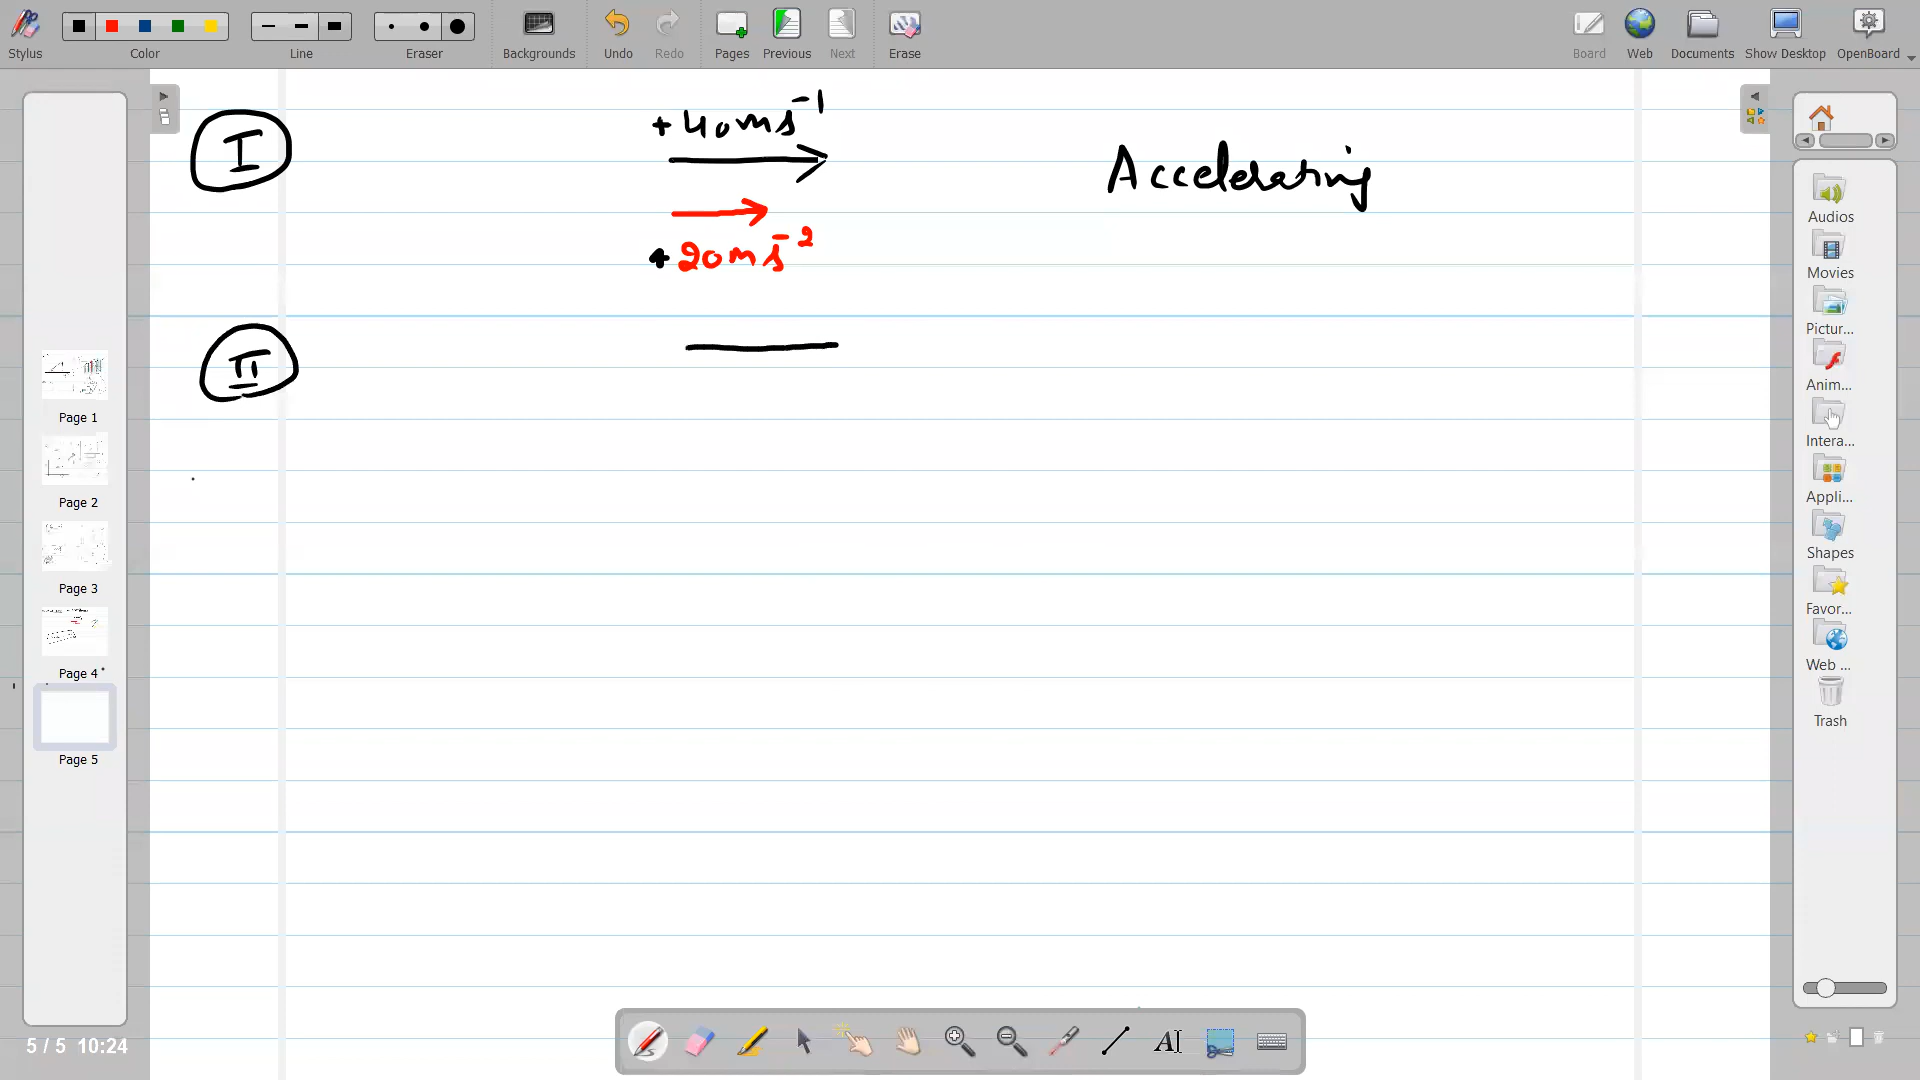 Stylus Color Line Eraser Backgrounds Undo Redo Pages Previous Next Erase Board Web Documents Show Desktop OpenBoard
I
+40ms⁻¹
Accelerating
+20ms⁻²
II
Page 1
Page 2
Page 3
Page 4
Page 5
5 / 5 10:24
Audios
Movies
Pictur...
Anim...
Intera...
Appli...
Shapes
Favor...
Web ...
Trash